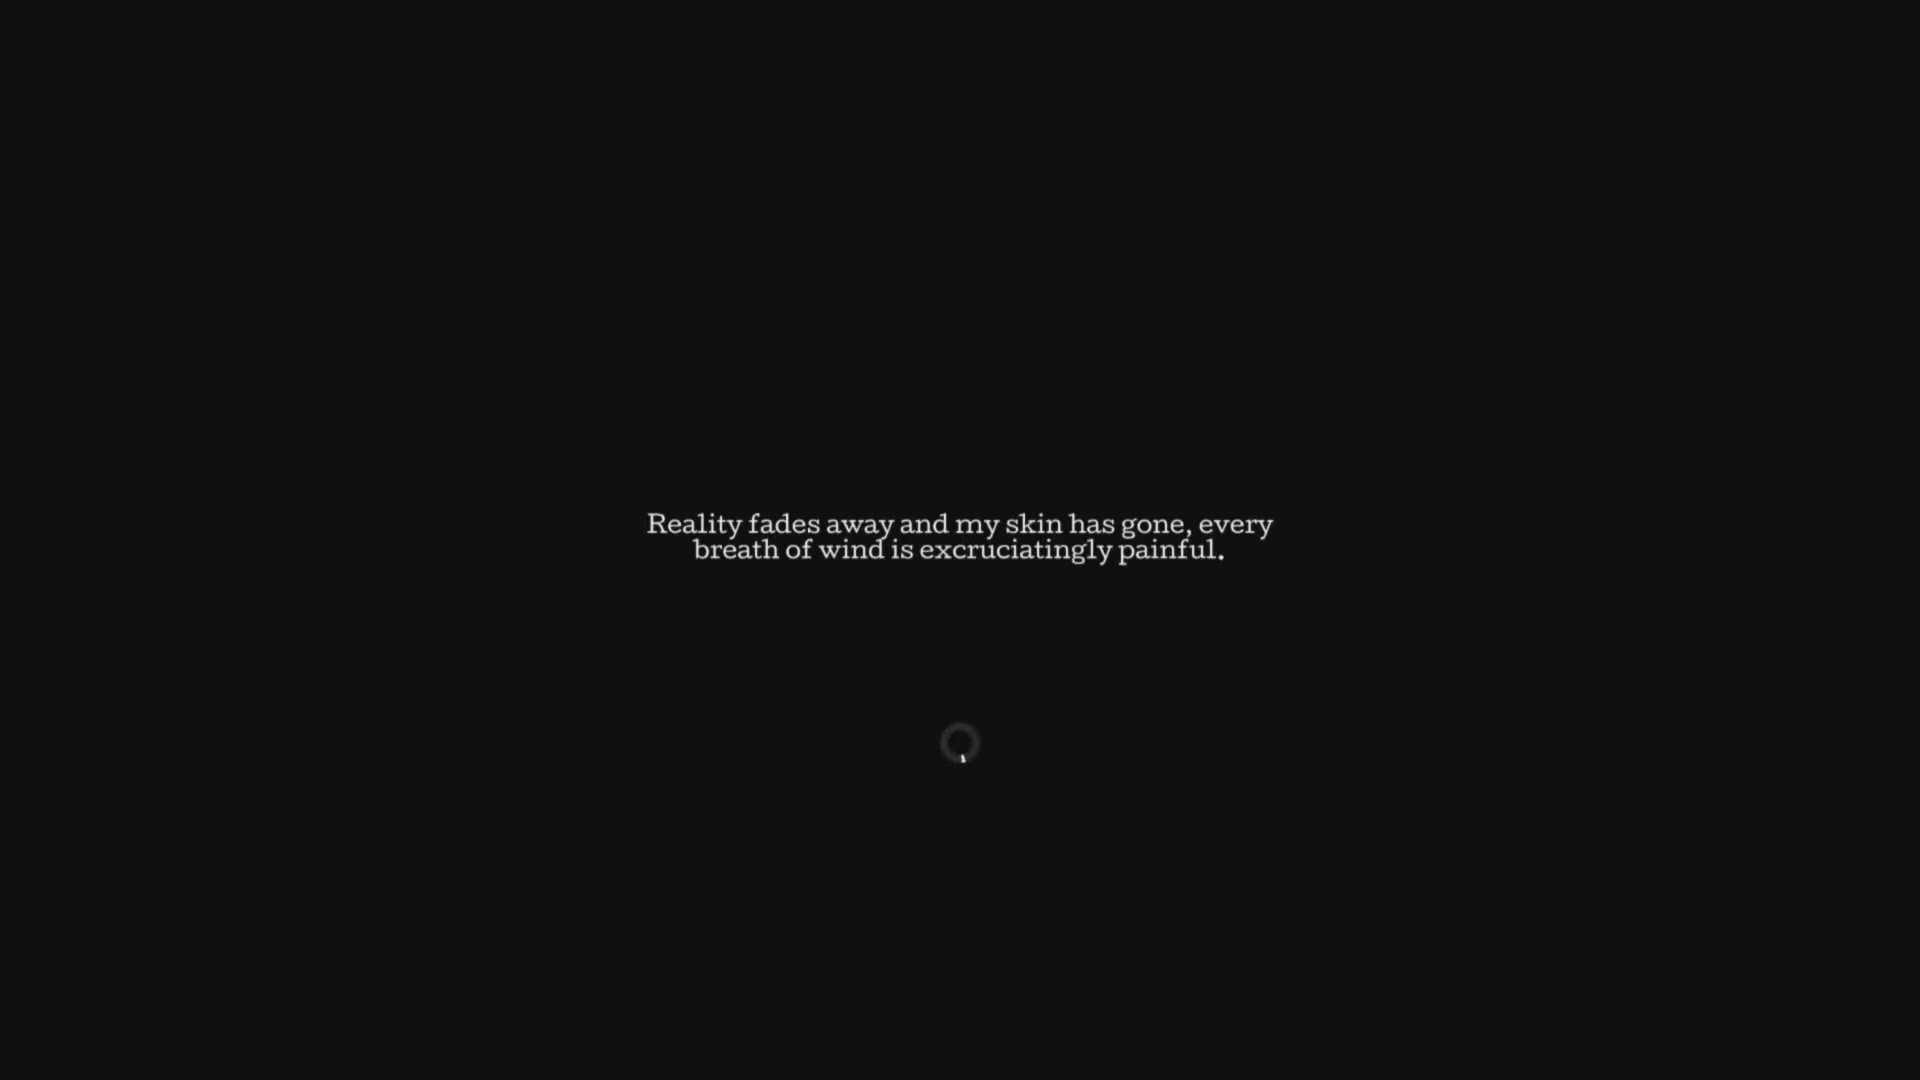 Reality fades away and my skin has gone, every
breath of wind is excruciatingly painful.